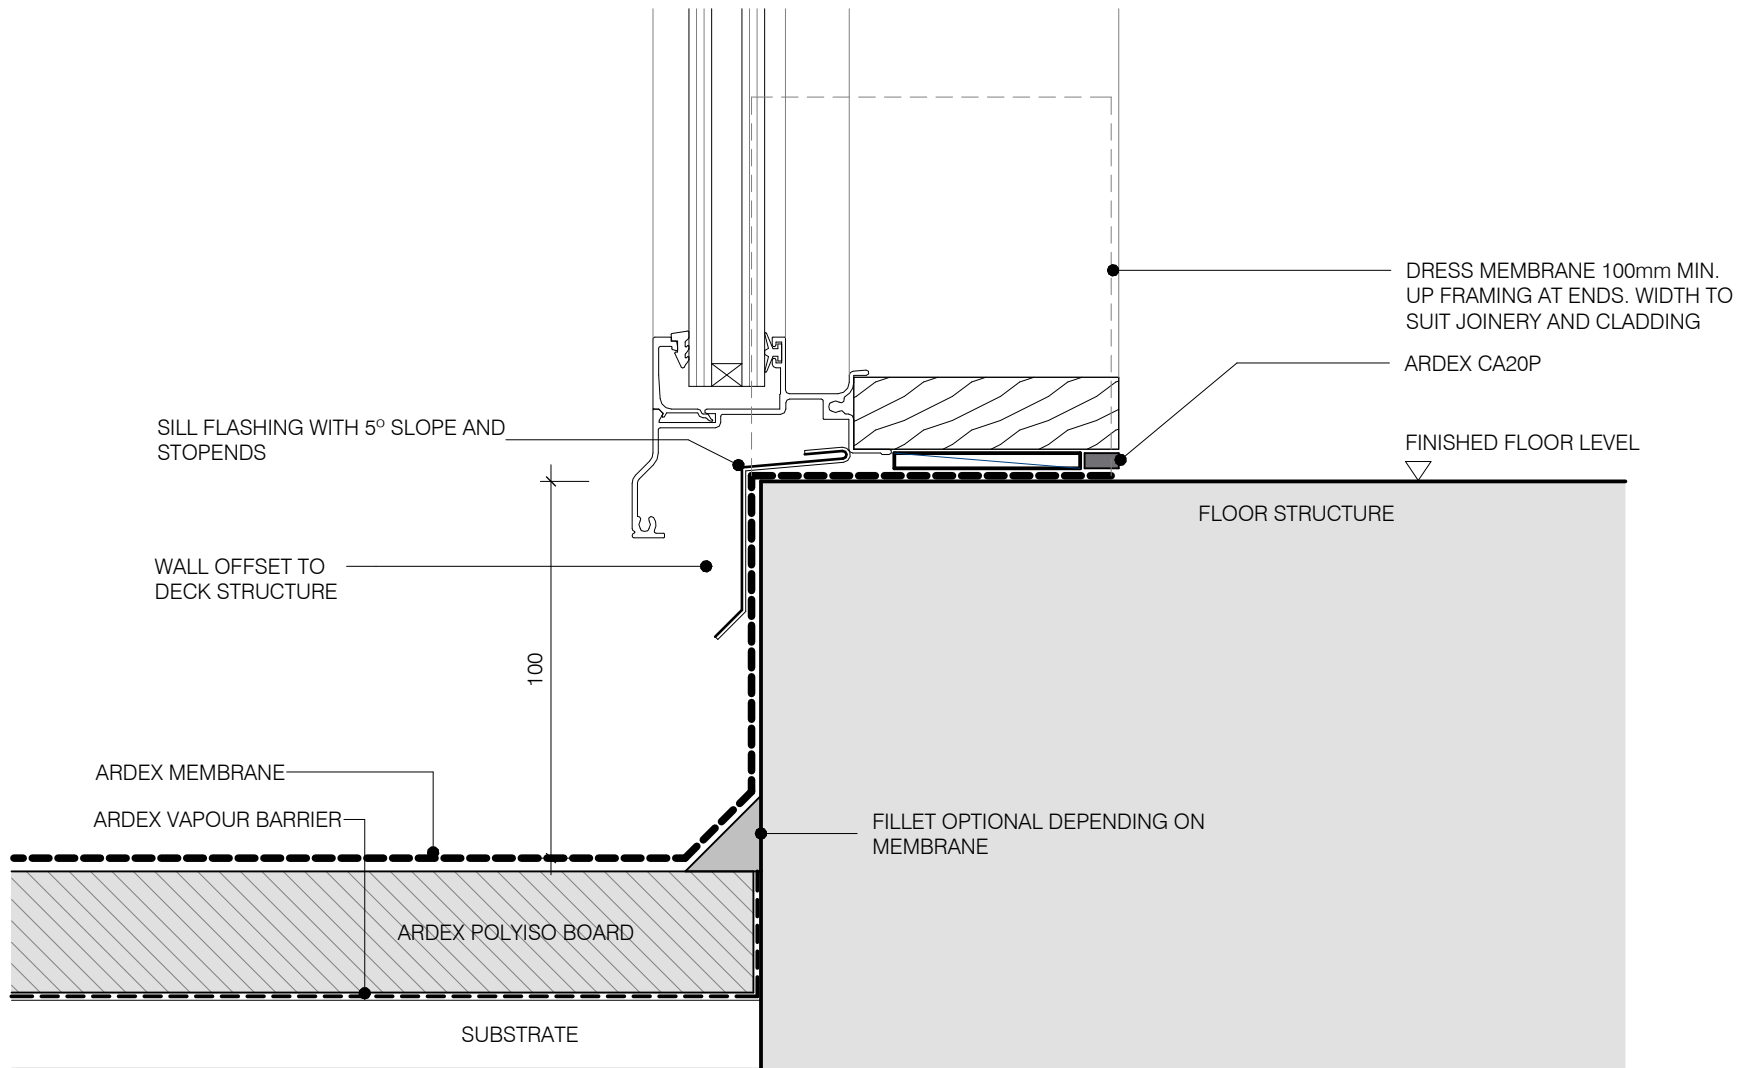 DRESS MEMBRANE 100mm MIN.
UP FRAMING AT ENDS. WIDTH TO
SUIT JOINERY AND CLADDING
ARDEX CA20P
SILL FLASHING WITH 5° SLOPE AND
STOPENDS
FINISHED FLOOR LEVEL
FLOOR STRUCTURE
WALL OFFSET TO
DECK STRUCTURE
100
ARDEX MEMBRANE
ARDEX VAPOUR BARRIER
FILLET OPTIONAL DEPENDING ON
MEMBRANE
ARDEX POLYISO BOARD
SUBSTRATE